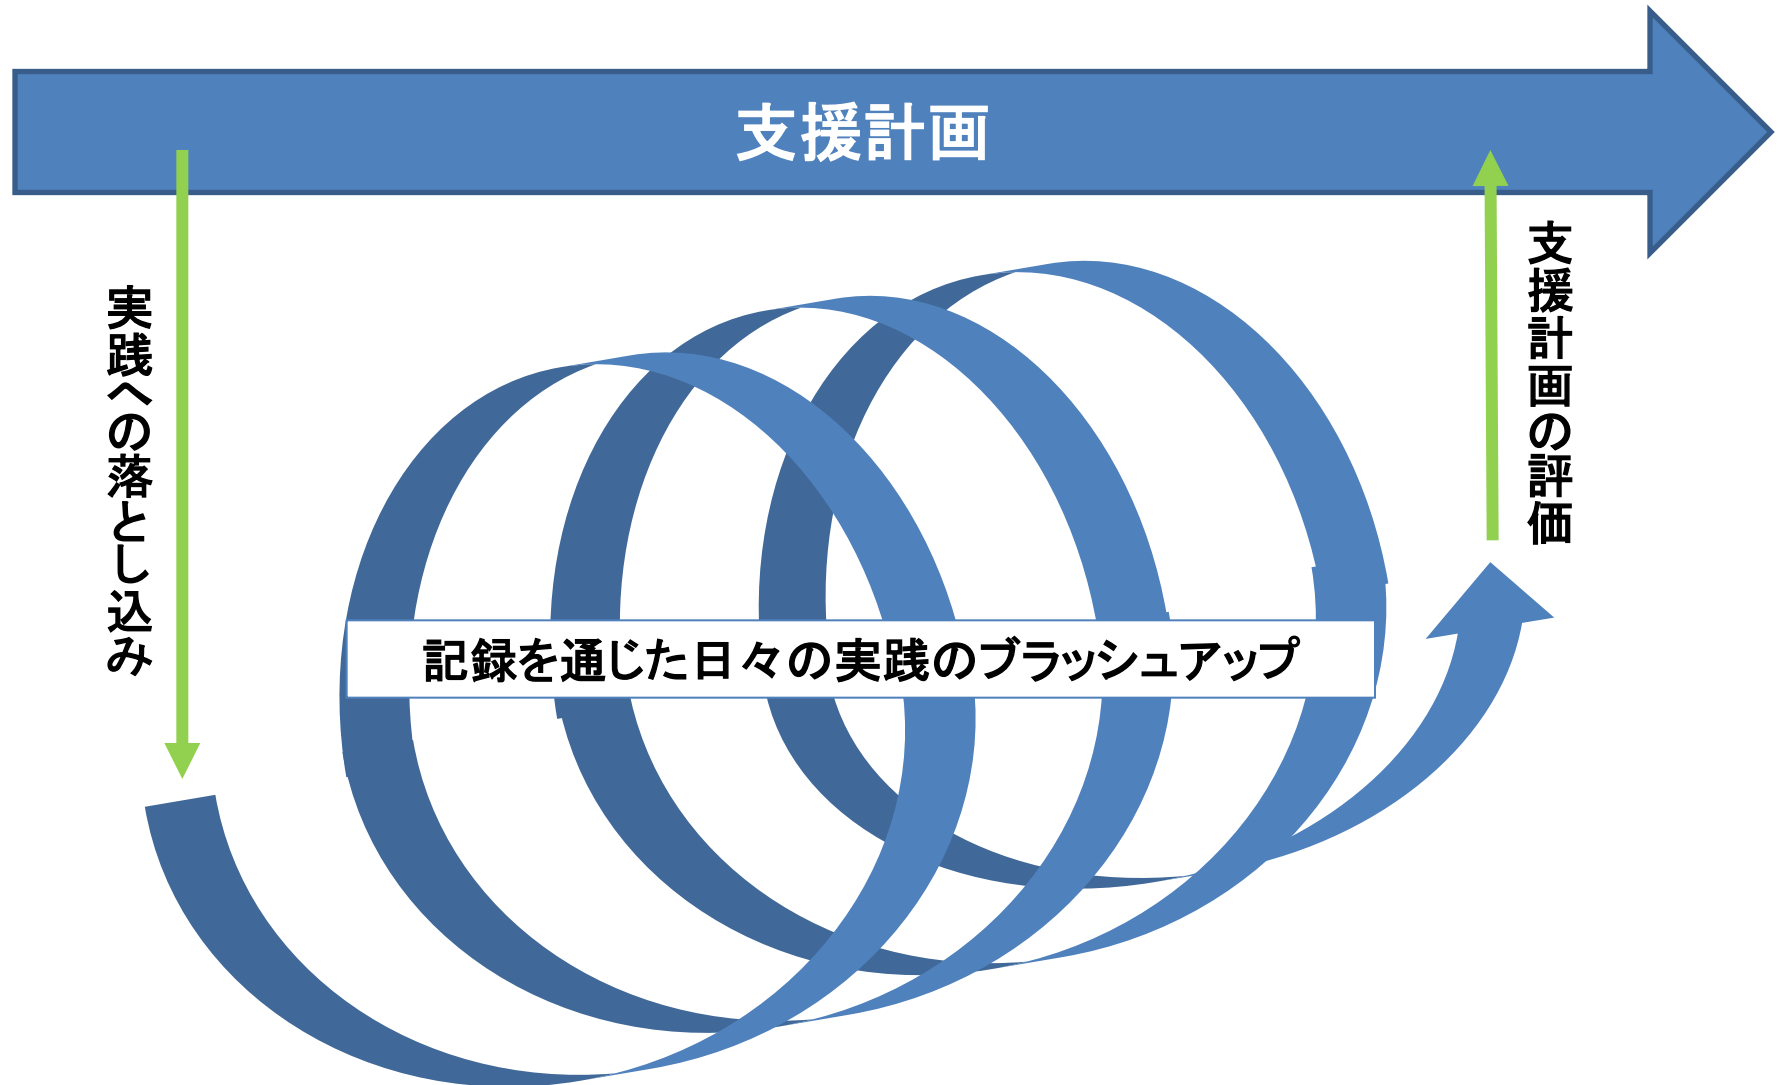 支援計画
実践への落とし込み
支援計画の評価
記録を通じた日々の実践のブラッシュアップ